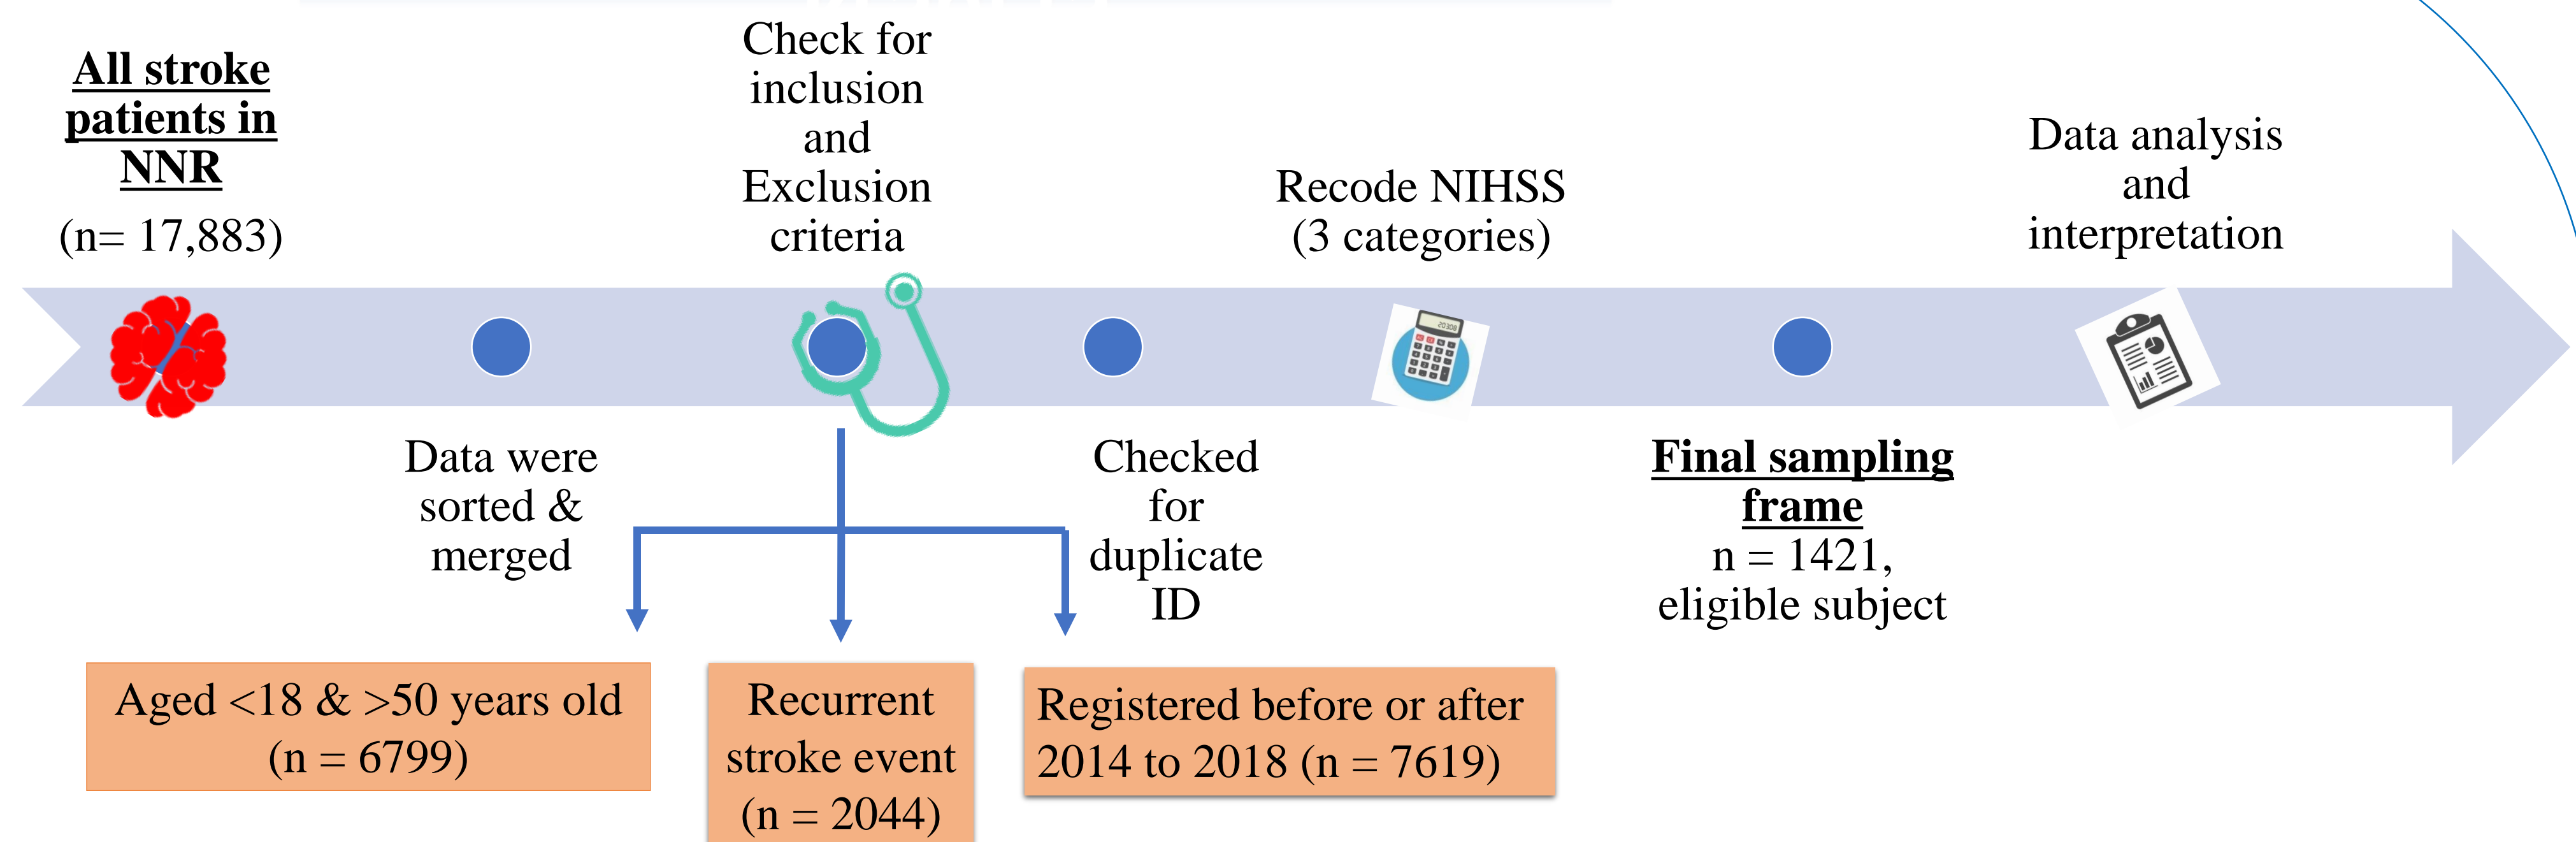 All stroke
patients in
NNR
(n= 17,883)
Data were
sorted &
merged
Check for
inclusion
and
Exclusion
criteria
Aged <18 & >50 years old
(n = 6799)
Recurrent
stroke event
(n = 2044)
Registered before or after
2014 to 2018 (n = 7619)
Checked
for
duplicate
ID
Recode NIHSS
(3 categories)
Final sampling
frame
n = 1421,
eligible subject
Data analysis
and
interpretation